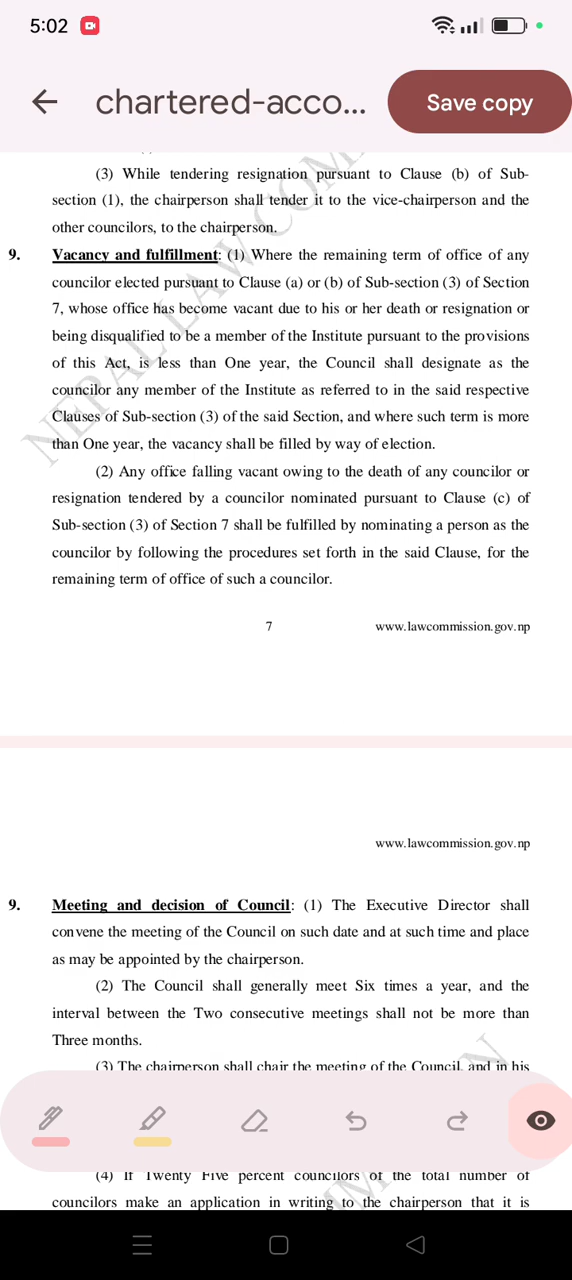 5:02
chartered-acco...
Save copy
(3) While tendering resignation pursuant to Clause (b) of Sub-
section (1), the chairperson shall tender it to the vice-chairperson and the
other councilors, to the chairperson.
9. Vacancy and fulfillment: (1) Where the remaining term of office of any
councilor elected pursuant to Clause (a) or (b) of Sub-section (3) of Section
7, whose office has become vacant due to his or her death or resignation or
being disqualified to be a member of the Institute pursuant to the provisions
of this Act, is less than One year, the Council shall designate as the
councilor any member of the Institute as referred to in the said respective
Clauses of Sub-section (3) of the said Section, and where such term is more
than One year, the vacancy shall be filled by way of election.
(2) Any office falling vacant owing to the death of any councilor or
resignation tendered by a councilor nominated pursuant to Clause (c) of
Sub-section (3) of Section 7 shall be fulfilled by nominating a person as the
councilor by following the procedures set forth in the said Clause, for the
remaining term of office of such a councilor.
7 www.lawcommission.gov.np
www.lawcommission.gov.np
9. Meeting and decision of Council: (1) The Executive Director shall
convene the meeting of the Council on such date and at such time and place
as may be appointed by the chairperson.
(2) The Council shall generally meet Six times a year, and the
interval between the Two consecutive meetings shall not be more than
Three months.
(3) The chairperson shall chair the meeting of the Council, and in his
(4) If Twenty Five percent councilors of the total number of
councilors make an application in writing to the chairperson that it is